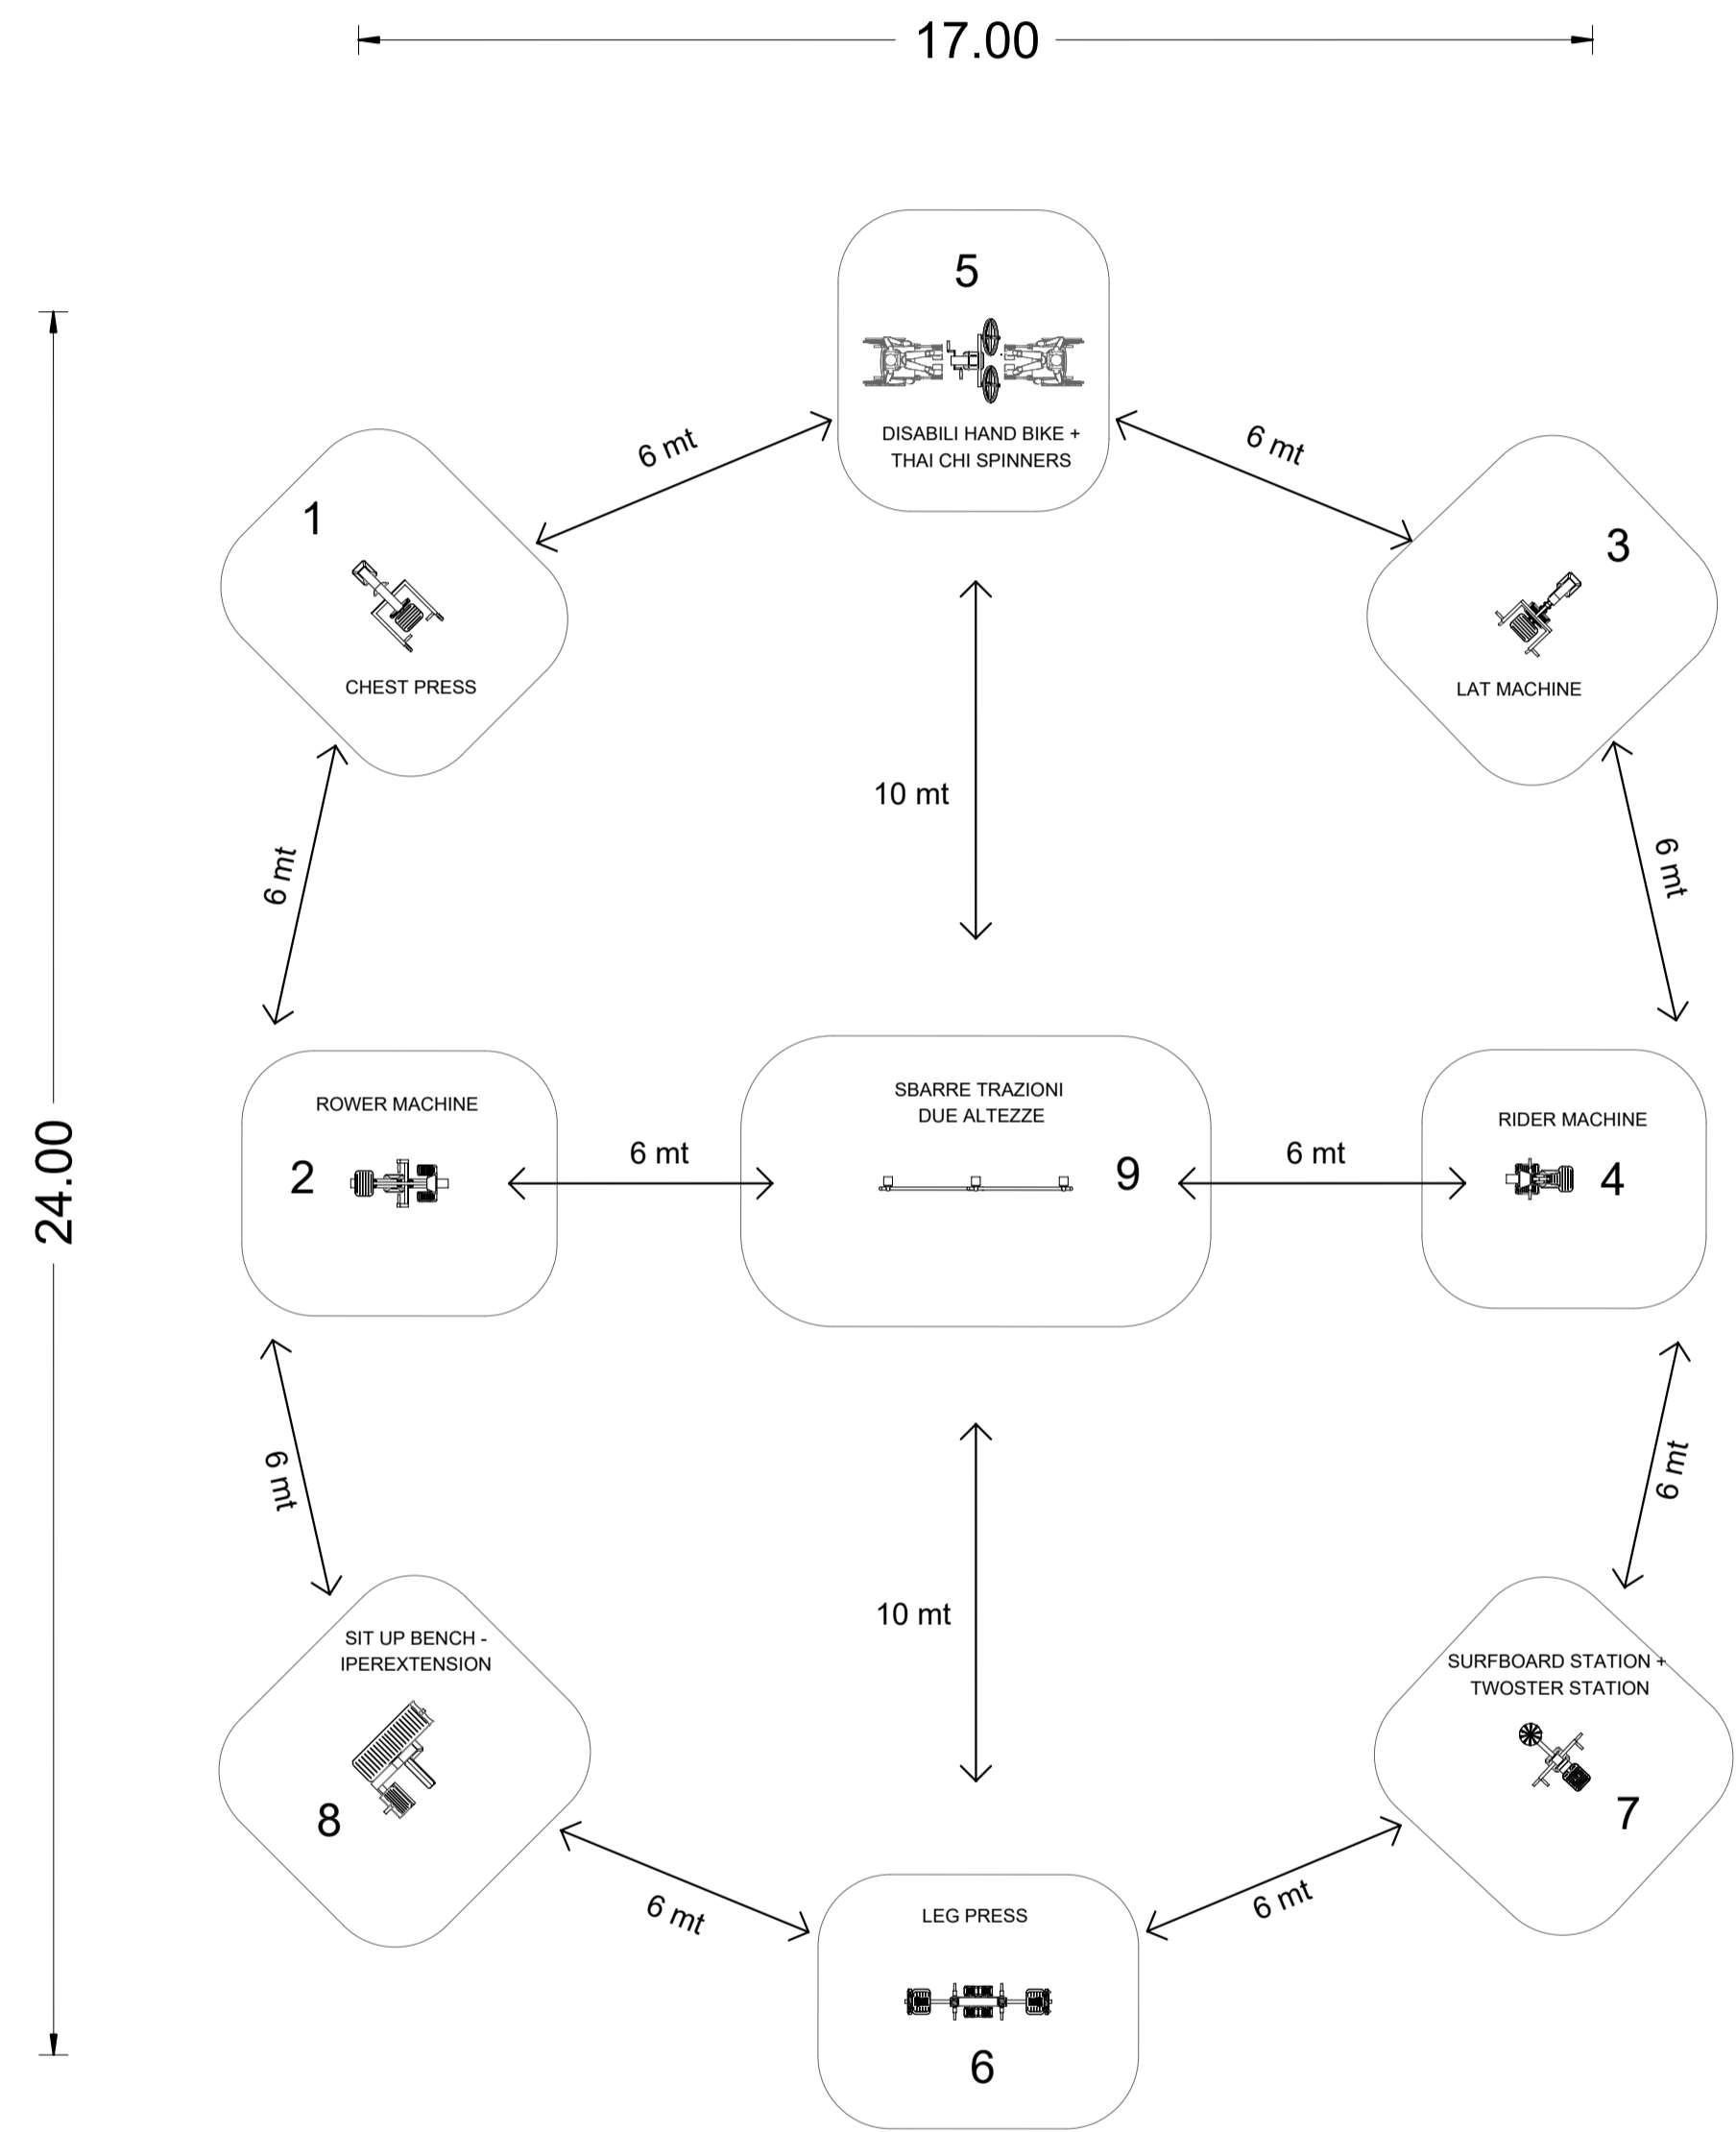 17.00
5
DISABILI HAND BIKE +
THAI CHI SPINNERS
6 mt
6 mt
1
CHEST PRESS
3
LAT MACHINE
10 mt
6 mt
6 mt
24.00
ROWER MACHINE
2
6 mt
SBARRE TRAZIONI
DUE ALTEZZE
9
6 mt
RIDER MACHINE
4
6 mt
6 mt
10 mt
SIT UP BENCH -
IPEREXTENSION
8
SURFBOARD STATION +
TWOSTER STATION
7
6 mt
6 mt
LEG PRESS
6